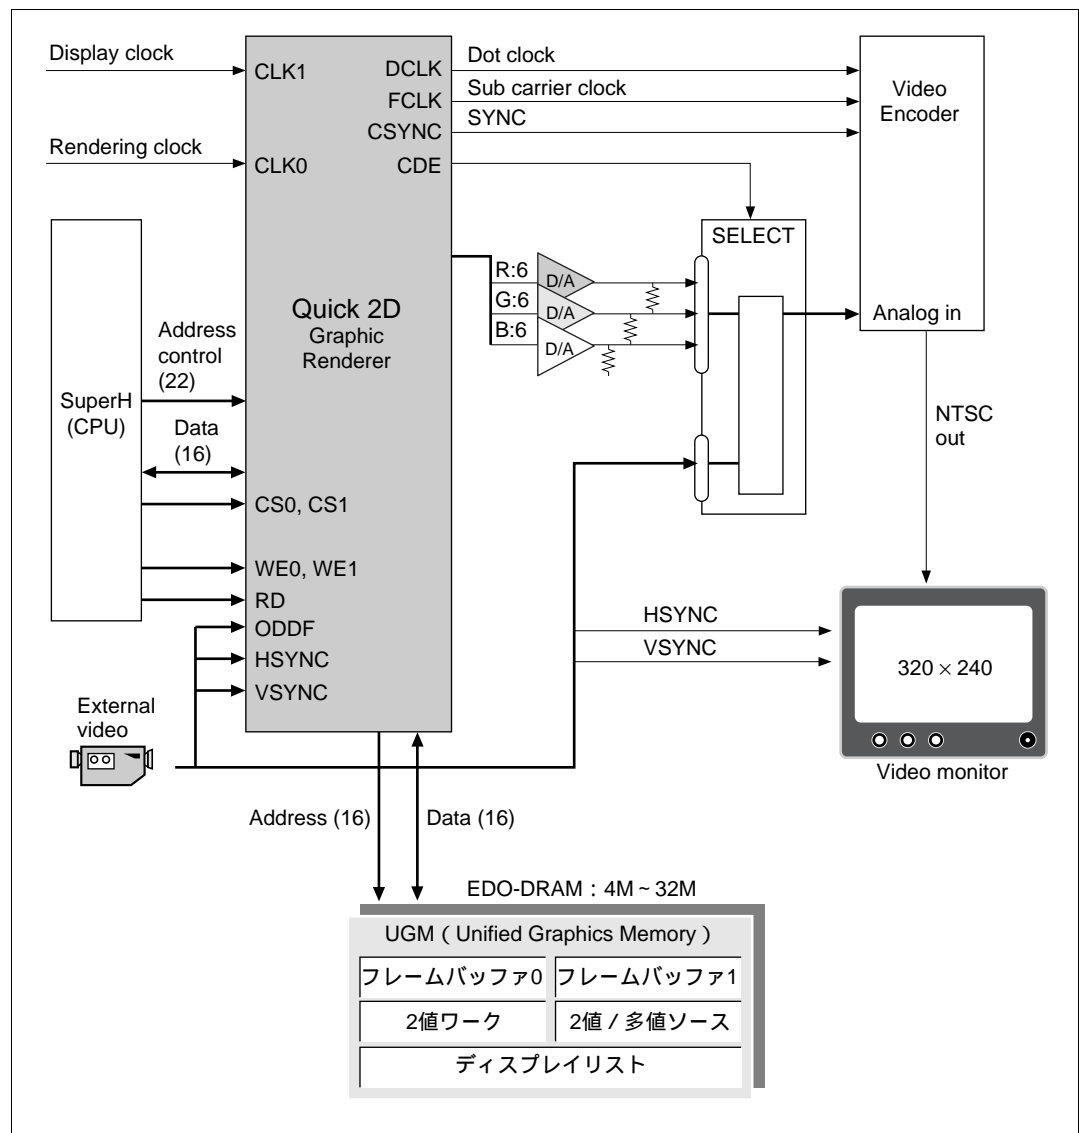 Display clock
CLK1
DCLK
Dot clock
FCLK
Sub carrier clock
CSYNC
SYNC
Video
Encoder
Rendering clock
CLK0
CDE
SELECT
R:6
D/A
G:6
D/A
B:6
D/A
Analog in
Quick 2D
Graphic
Renderer
Address
control
(22)
SuperH
(CPU)
Data
(16)
NTSC
out
CS0, CS1
WE0, WE1
RD
ODDF
HSYNC
VSYNC
HSYNC
VSYNC
320 × 240
External
video
Video monitor
Address (16)
Data (16)
EDO-DRAM：4M ~ 32M
UGM（Unified Graphics Memory）
フレームバッファ0
フレームバッファ1
2値ワーク
2値 / 多値ソース
ディスプレイリスト